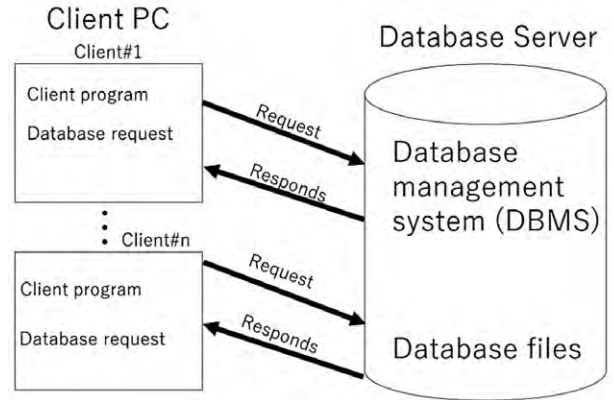 Client PC
Client#1
Client program
Database request
Request
Responds
Client#n
Client program
Database request
Request
Responds
Database Server
Database
management
system (DBMS)
Database files